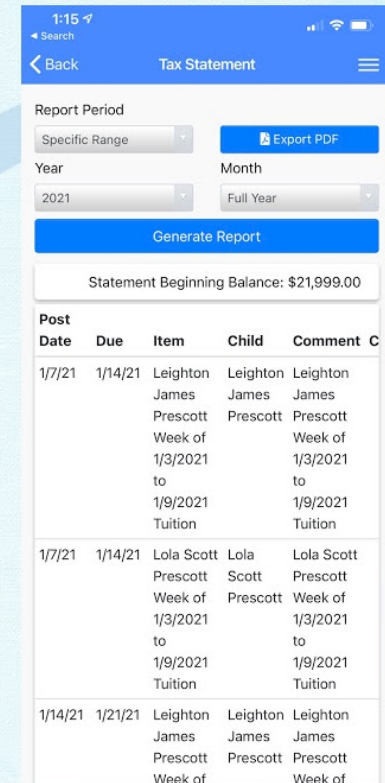 1:15
Search
Back
Tax Statement
Report Period
Specific Range
Export PDF
Year
Month
2021
Full Year
Generate Report
Statement Beginning Balance: $21,999.00
Post
Date Due Item Child Comment C
1/7/21 1/14/21 Leighton Leighton Leighton
James James James
Prescott Prescott Prescott
Week of Week of
1/3/2021 1/3/2021
to to
1/9/2021 1/9/2021
Tuition Tuition
1/7/21 1/14/21 Lola Scott Lola Lola Scott
Prescott Scott Prescott
Week of Prescott Week of
1/3/2021 1/3/2021
to to
1/9/2021 1/9/2021
Tuition Tuition
1/14/21 1/21/21 Leighton Leighton Leighton
James James James
Prescott Prescott Prescott
Week of Week of